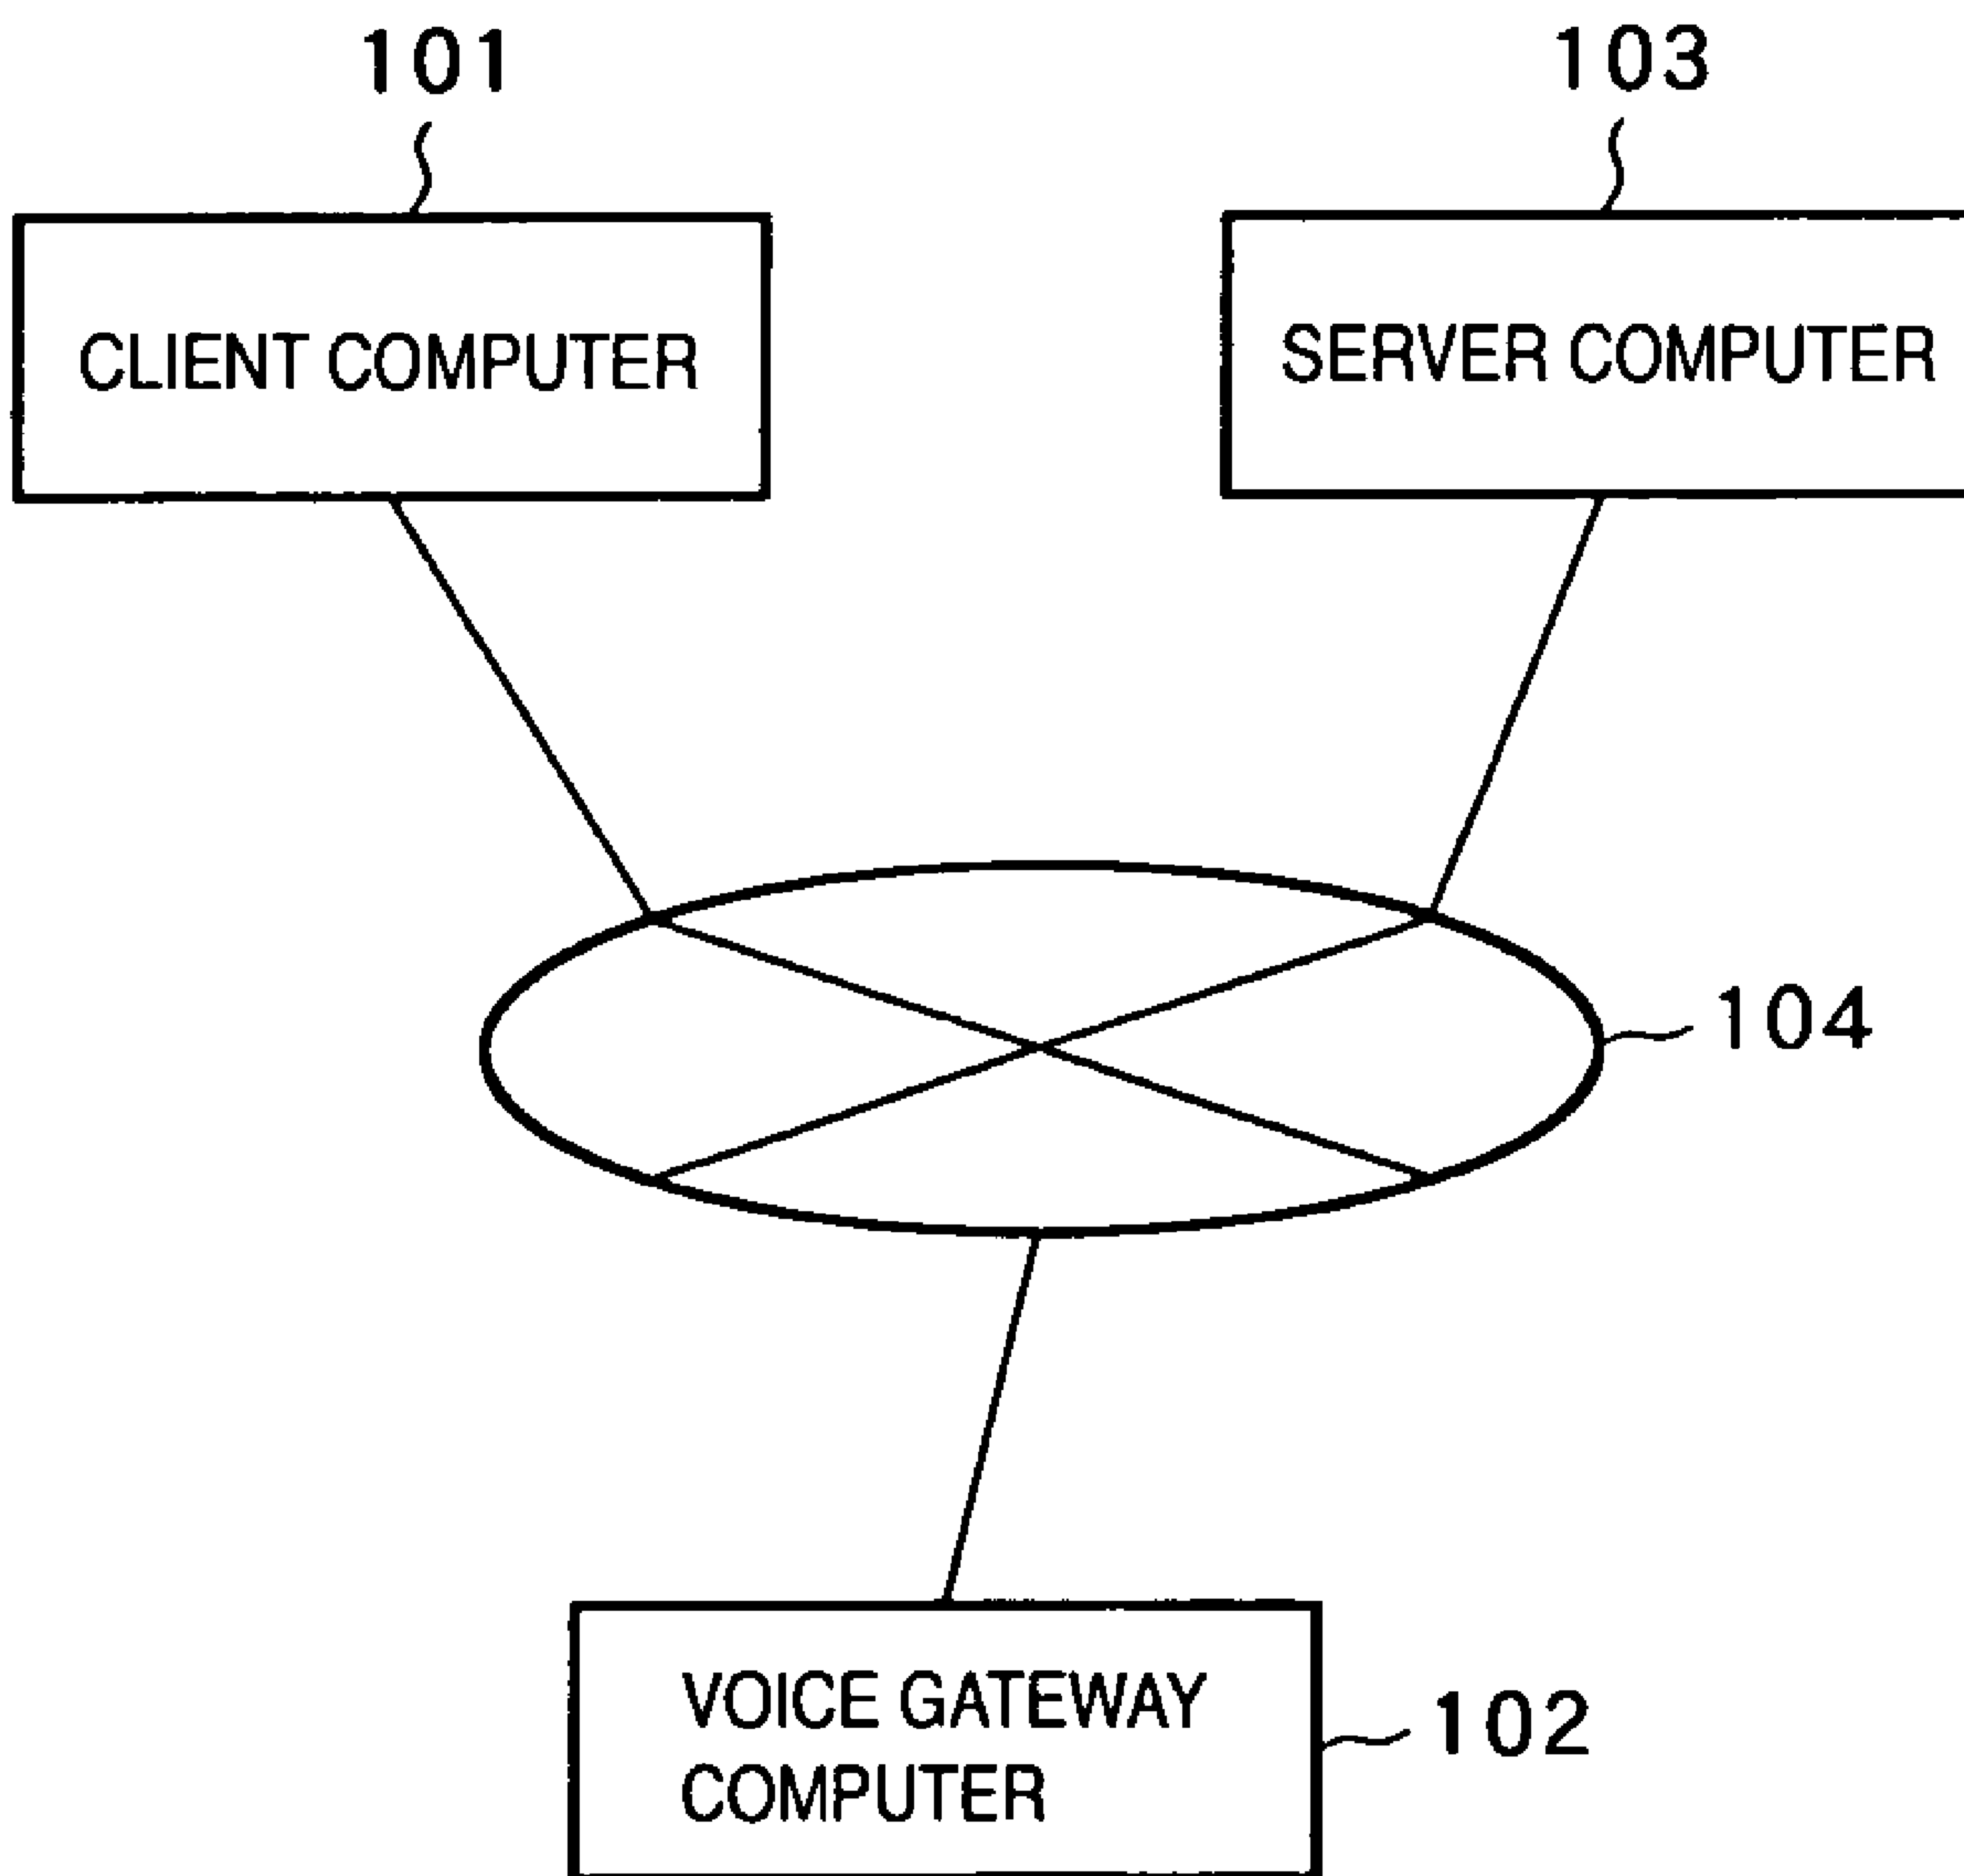 101
103
CLIENT COMPUTER
SERVER COMPUTER
104
VOICE GATEWAY
COMPUTER
102